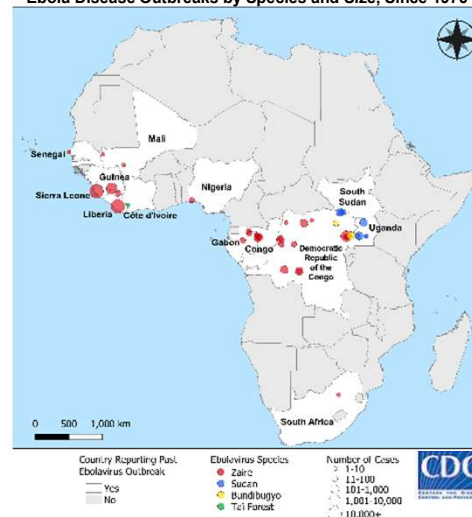 Ebola Disease Outbreaks by Species and Size, Since 1976
Mali
Senegal
Guinea
Nigeria
Sierra Leone
Liberia
Côte d'Ivoire
South
Sudan
Uganda
Gabon
Congo
Democratic
Republic
of the
Congo
South Africa
0 500 1,000 km
Country Reporting Past
Ebolavirus Outbreak
Yes
No
Ebolavirus Species
Zaire
Sudan
Bundibugyo
Taï Forest
Number of Cases
1-10
11-100
101-1,000
1,001-10,000
10,000+
CDC